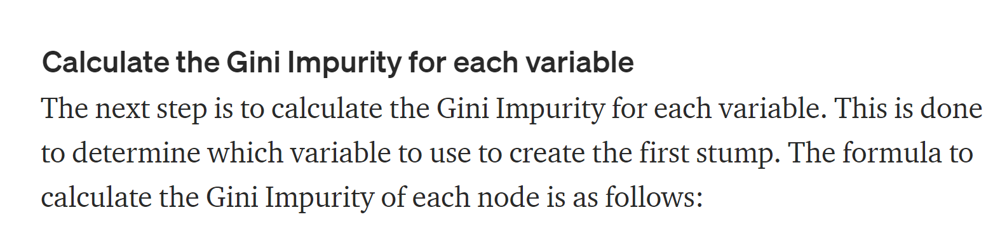 Calculate the Gini Impurity for each variable
The next step is to calculate the Gini Impurity for each variable. This is done
to determine which variable to use to create the first stump. The formula to
calculate the Gini Impurity of each node is as follows: